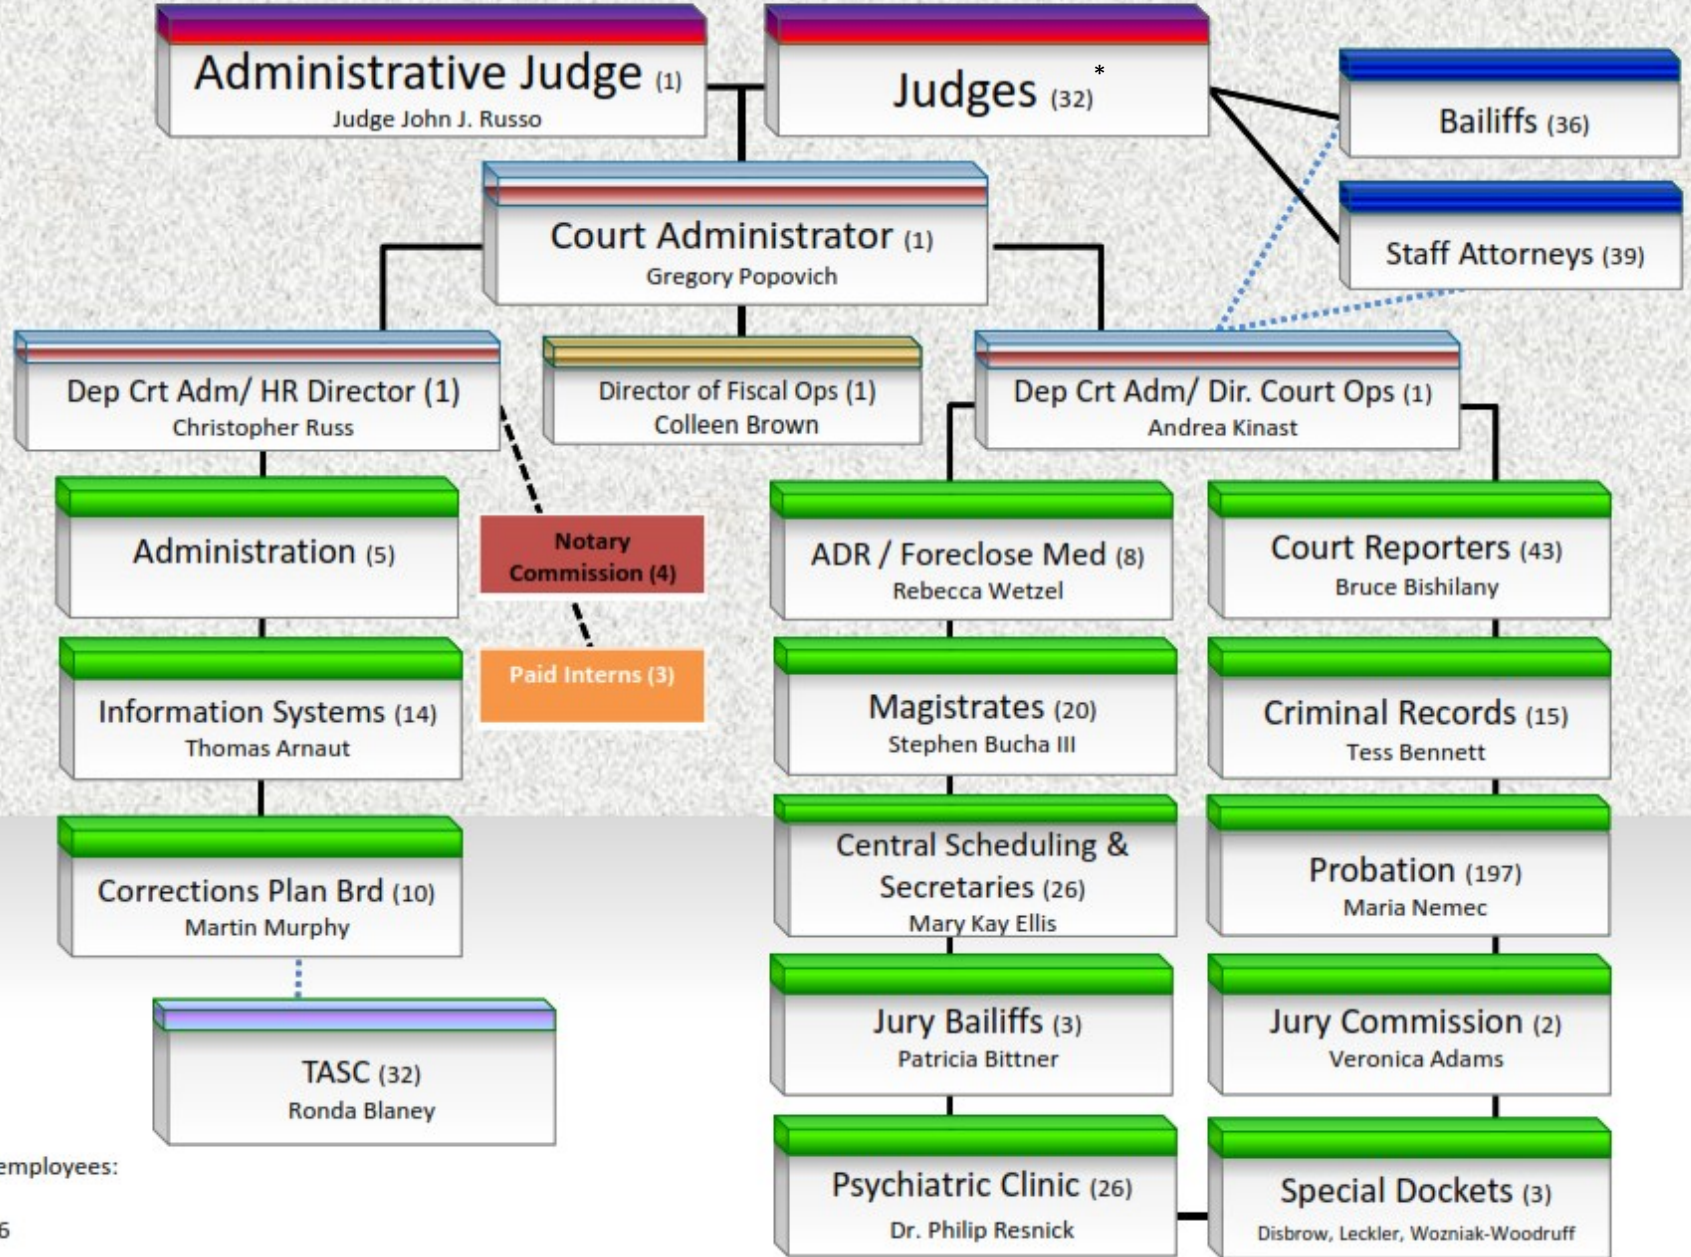 Administrative Judge (1)
Judge John J. Russo
Judges (32) *
Bailiffs (36)
Staff Attorneys (39)
Court Administrator (1)
Gregory Popovich
Dep Crt Adm/ HR Director (1)
Christopher Russ
Director of Fiscal Ops (1)
Colleen Brown
Dep Crt Adm/ Dir. Court Ops (1)
Andrea Kinast
Administration (5)
Notary
Commission (4)
Paid Interns (3)
Information Systems (14)
Thomas Arnaut
Corrections Plan Brd (10)
Martin Murphy
TASC (32)
Ronda Blaney
ADR / Foreclose Med (8)
Rebecca Wetzel
Magistrates (20)
Stephen Bucha III
Central Scheduling &
Secretaries (26)
Mary Kay Ellis
Jury Bailiffs (3)
Patricia Bittner
Psychiatric Clinic (26)
Dr. Philip Resnick
Court Reporters (43)
Bruce Bishilany
Criminal Records (15)
Tess Bennett
Probation (197)
Maria Nemec
Jury Commission (2)
Veronica Adams
Special Dockets (3)
Disbrow, Leckler, Wozniak-Woodruff
employees:
6